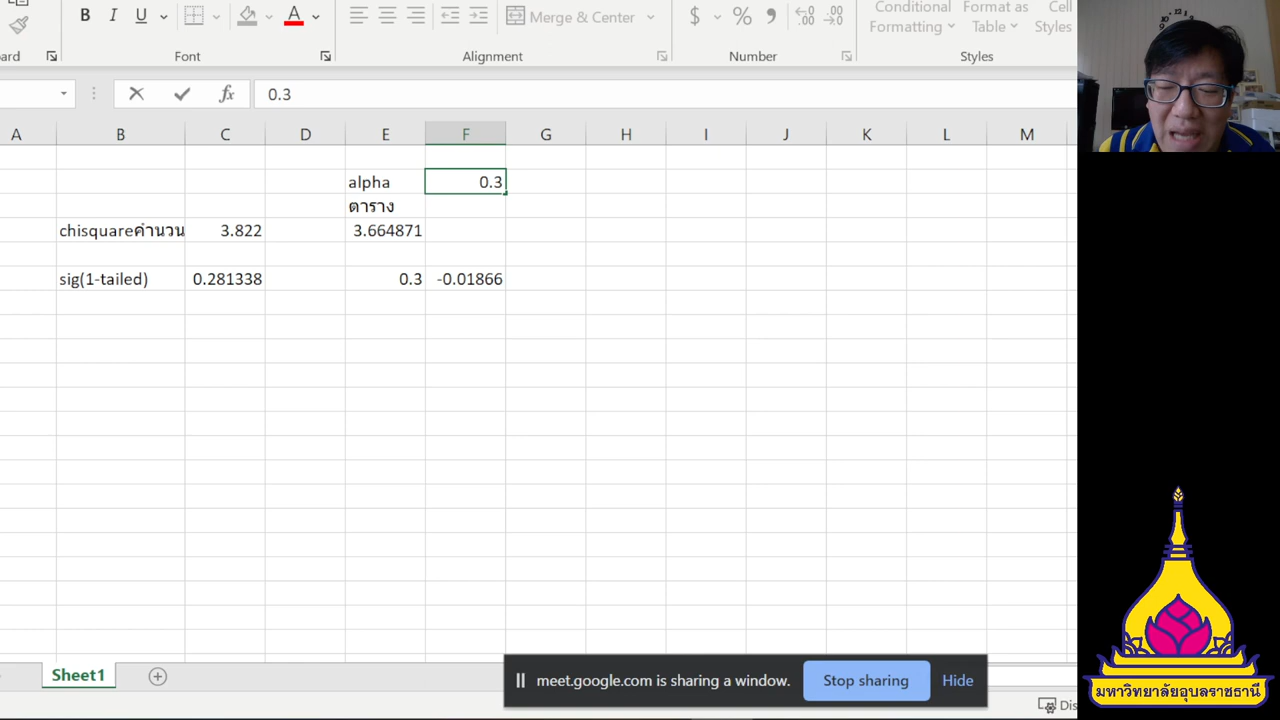 ard
B I U A
Font
Merge & Center
Alignment
$ % , .00 .00
Number
Conditional
Formatting
Format as
Table
Cell
Styles
Styles
fx 0.3
A B C D E F G H I J K L M
alpha 0.3
ตาราง
chisquareคำนวน 3.822 3.664871
sig(1-tailed) 0.281338 0.3 -0.01866
Sheet1
meet.google.com is sharing a window. Stop sharing Hide
Dis
มหาวิทยาลัยอุบลราชธานี